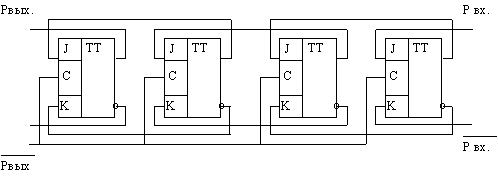 Рвых. Р вх.
J TT J TT J TT J TT
C C C C
K K K K
Рвых Р вх.